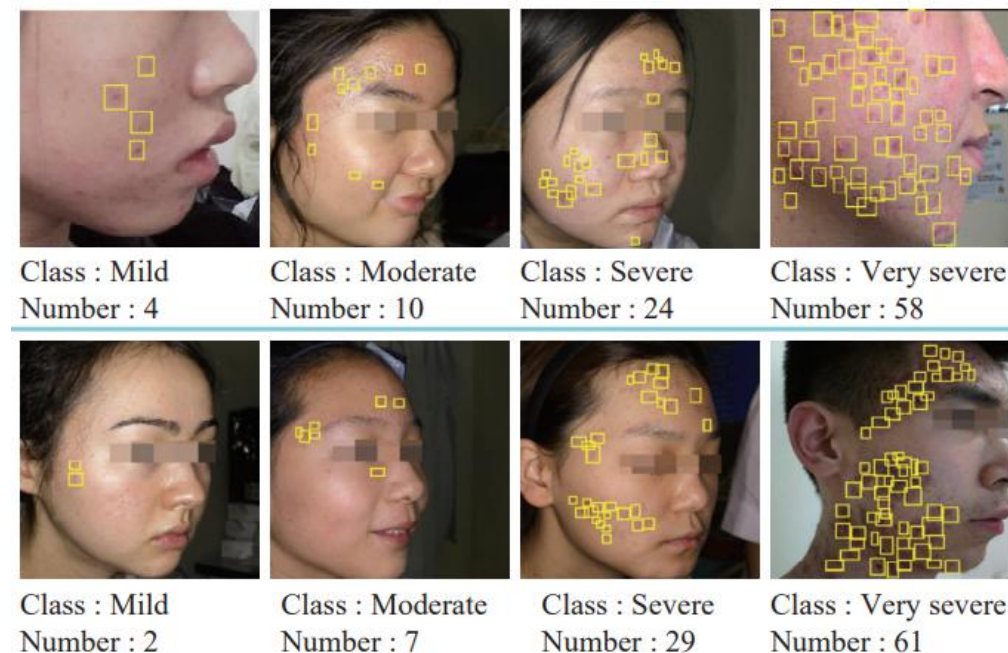 Class : Mild
Number : 4
Class : Moderate
Number : 10
Class : Severe
Number : 24
Class : Very severe
Number : 58
Class : Mild
Number : 2
Class : Moderate
Number : 7
Class : Severe
Number : 29
Class : Very severe
Number : 61